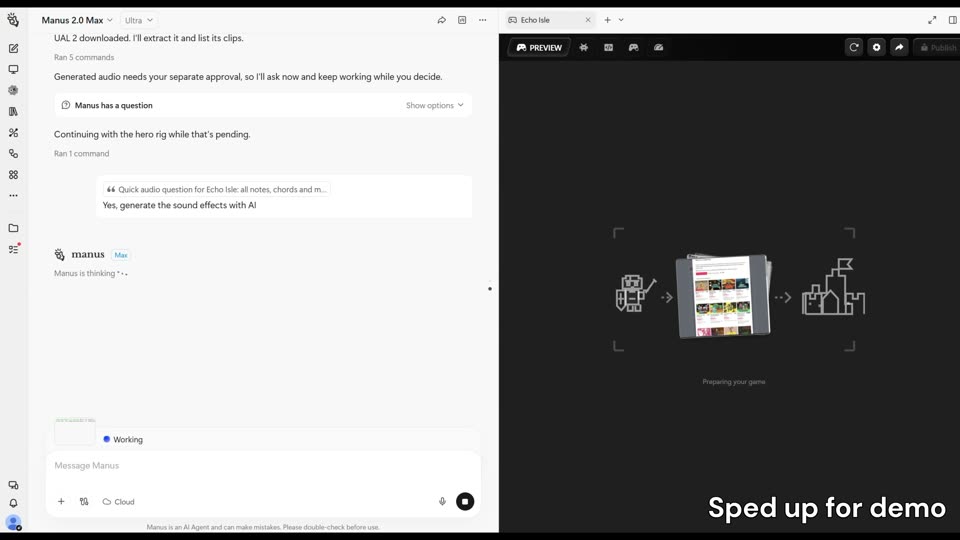 Manus 2.0 Max
Ultra
Echo Isle
PREVIEW
Publish
UAL 2 downloaded. I'll extract it and list its clips.
Ran 5 commands
Generated audio needs your separate approval, so I'll ask now and keep working while you decide.
Manus has a question
Show options
Continuing with the hero rig while that's pending.
Ran 1 command
Quick audio question for Echo Isle: all notes, chords and m...
Yes, generate the sound effects with AI
manus
Max
Manus is thinking
Working
Message Manus
Cloud
Manus is an AI Agent and can make mistakes. Please double-check before use.
Preparing your game
Sped up for demo